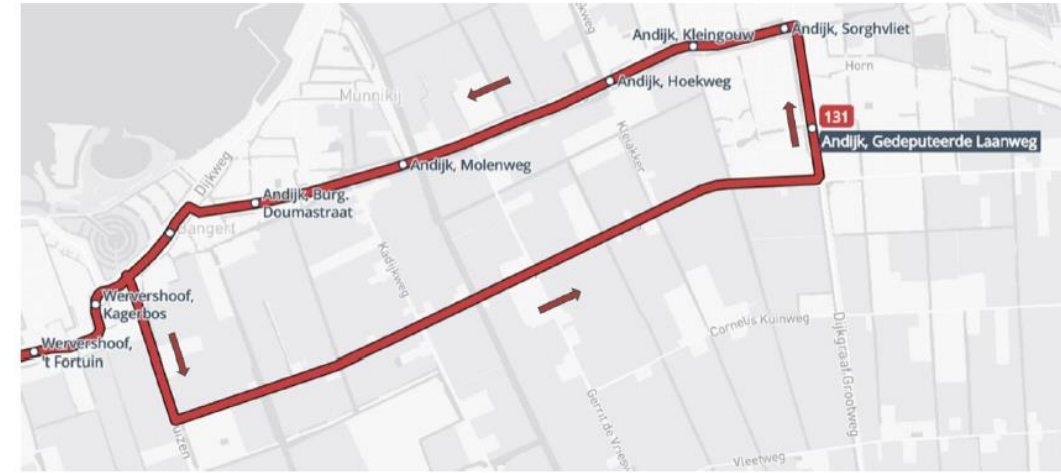 Andijk, Kleingouw
Andijk, Sorghvliet
Horn
Andijk, Hoekweg
Munnikij
131
Andijk, Gedeputeerde Laanweg
Kleiakker
Dijkweg
Andijk, Molenweg
Andijk, Burg.
Doumastraat
Bangert
Kadijkweg
Wervershoof,
Kagerbos
Cornelis Kuinweg
Wervershoof,
't Fortuin
Dijkgraaf Grootweg
Gerrit de Vries
Vleetweg